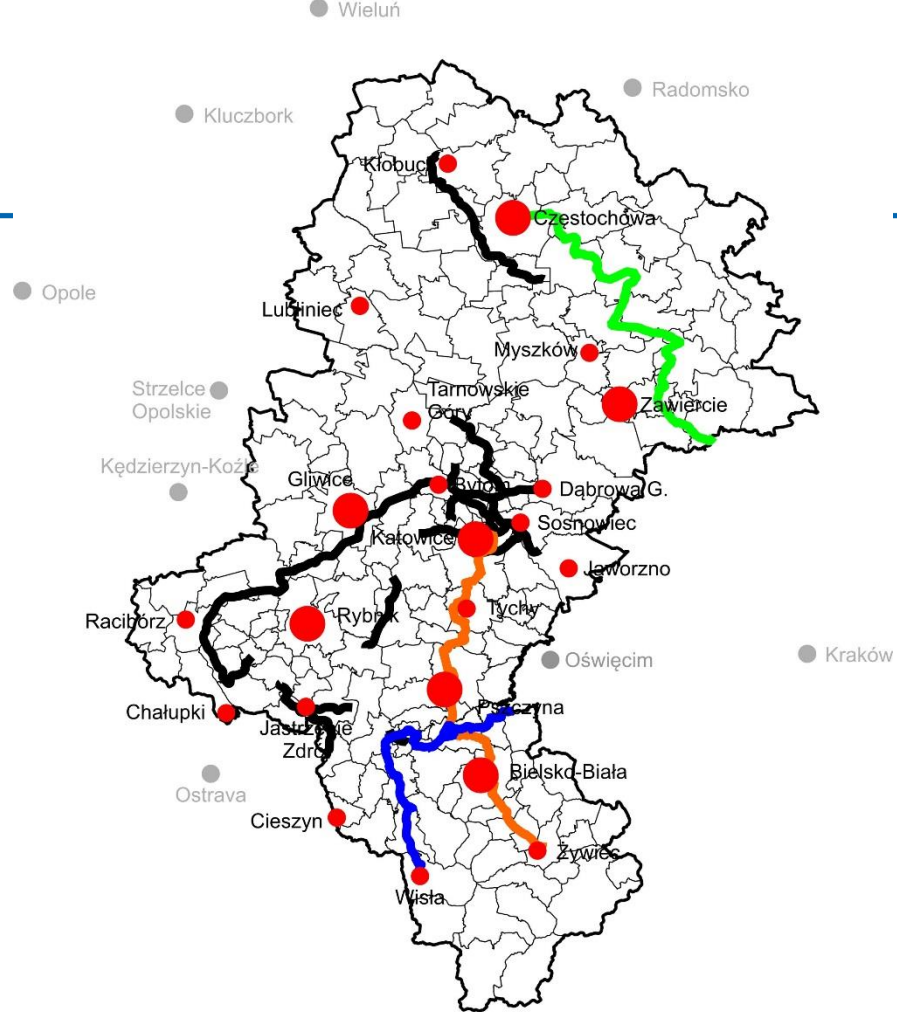 Wieluń
Radomsko
Kluczbork
Kłobuck
Częstochowa
Opole
Lubliniec
Myszków
Strzelce
Opolskie
Tarnowskie
Góry
Zawiercie
Kędzierzyn-Koźle
Gliwice
Bytom
Dąbrowa G.
Sosnowiec
Katowice
Jaworzno
Racibórz
Rybnik
Tychy
Oświęcim
Kraków
Chałupki
Pszczyna
Jastrzębie
Zdrój
Ostrava
Bielsko-Biała
Cieszyn
Żywiec
Wisła